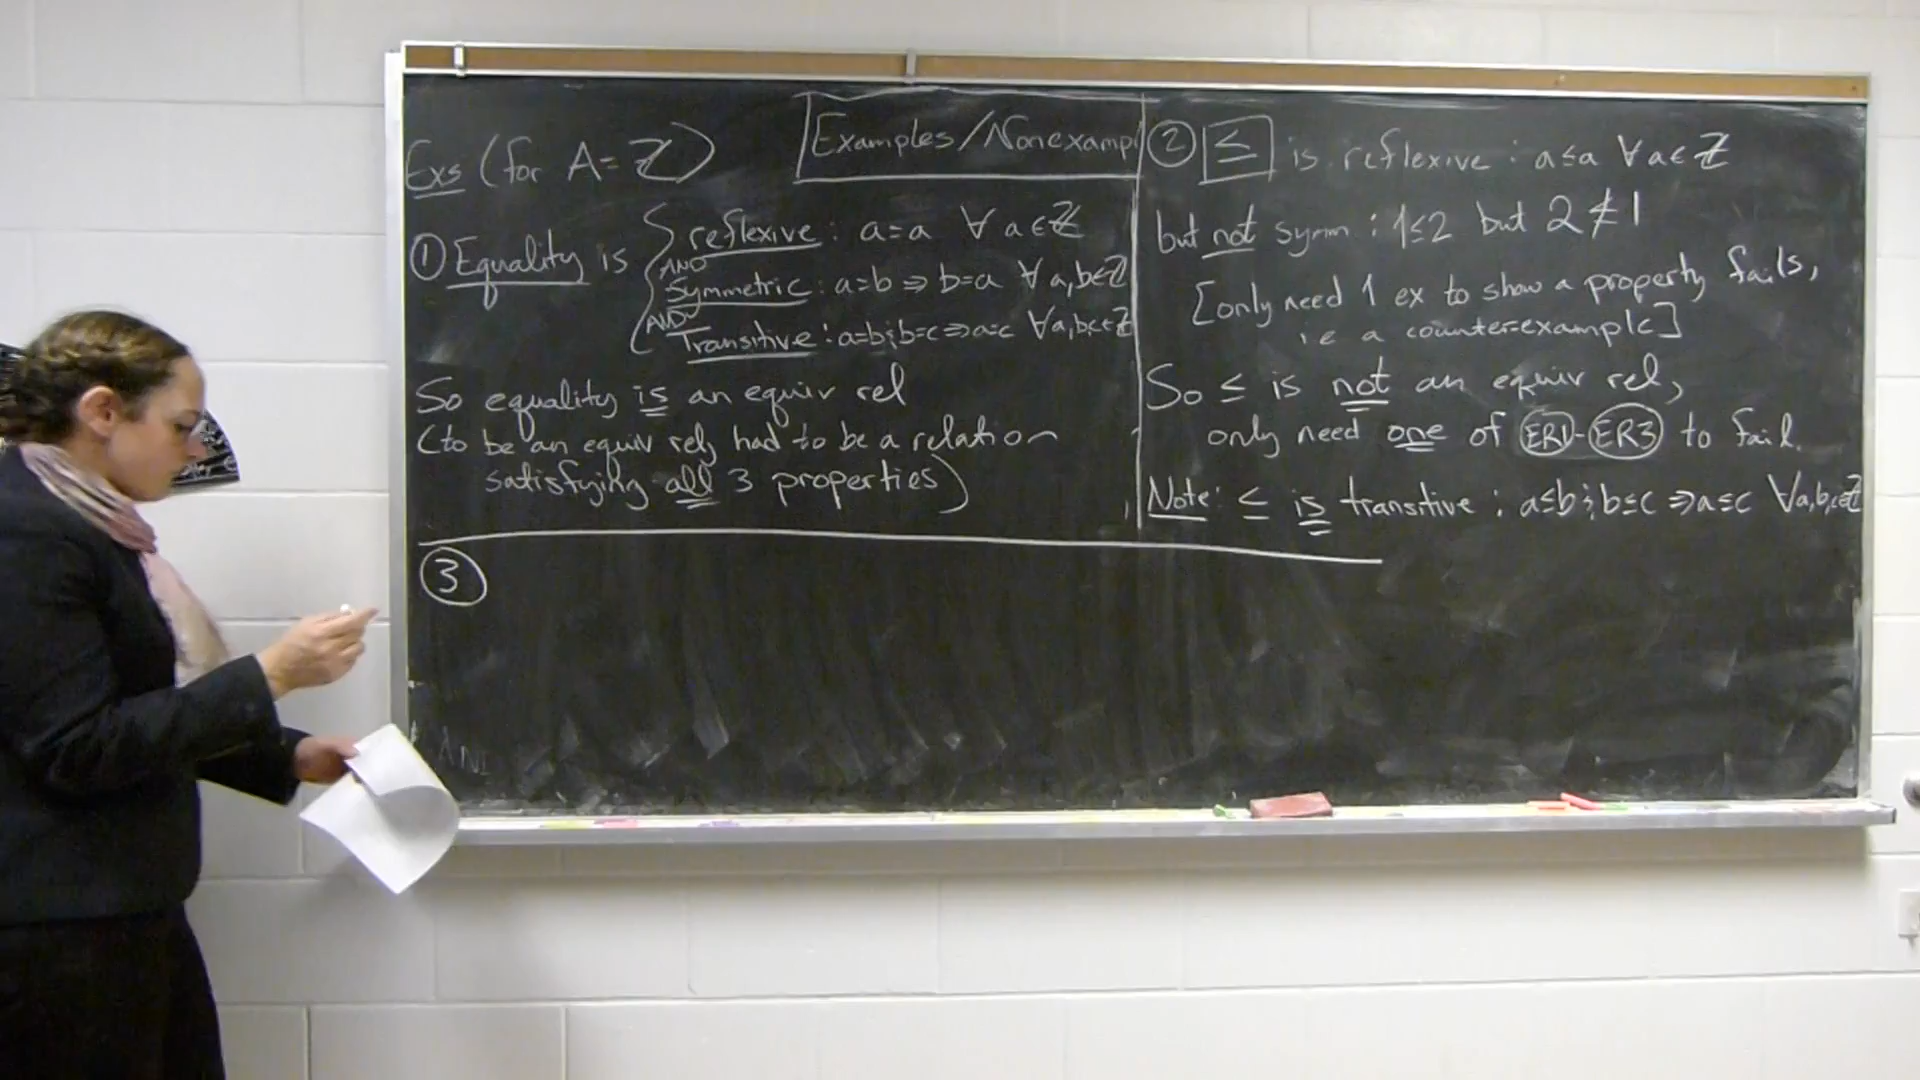 Exs (for A=ℤ)
Examples/Nonexamp
① Equality is
reflexive: a=a ∀ a∈ℤ
AND
symmetric: a=b ⇒ b=a ∀ a,b∈ℤ
AND
Transitive: a=b ; b=c ⇒ a=c ∀ a,b,c∈ℤ
So equality is an equiv rel
(to be an equiv rel, had to be a relation
satisfying all 3 properties)
② ≤ is reflexive: a≤a ∀ a∈ℤ
but not symm: 1≤2 but 2≰1
[only need 1 ex to show a property fails,
ie a counter-example]
So ≤ is not an equiv rel,
only need one of ER1-ER3 to fail.
Note: ≤ is transitive: a≤b ; b≤c ⇒ a≤c ∀a,b,c∈ℤ
③